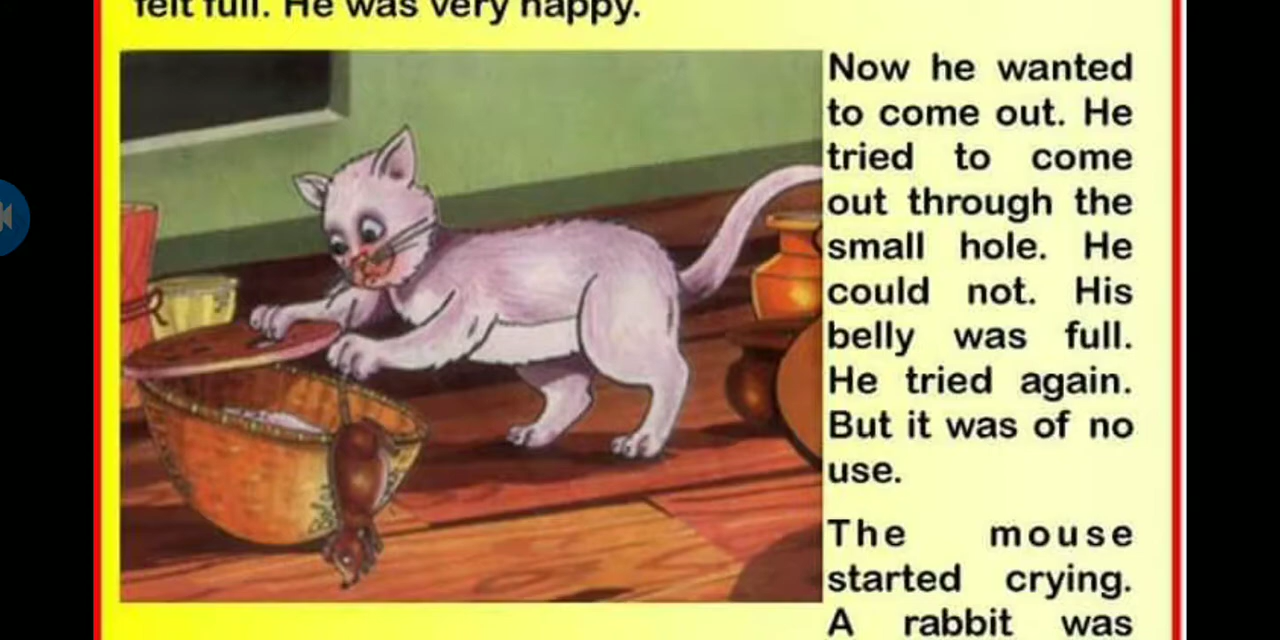 felt full. He was very happy.
Now he wanted
to come out. He
tried to come
out through the
small hole. He
could not. His
belly was full.
He tried again.
But it was of no
use.
The mouse
started crying.
A rabbit was